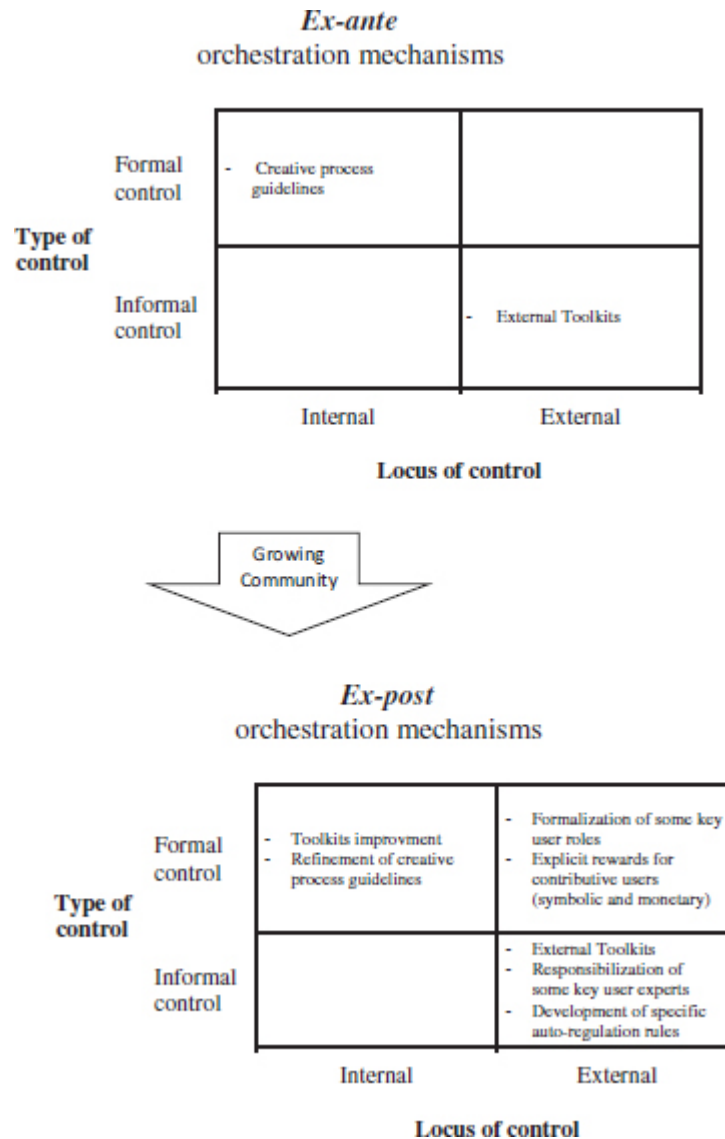 Ex-ante
orchestration mechanisms
Formal
control
- Creative process
guidelines
Type of
control
Informal
control
- External Toolkits
Internal
External
Locus of control
Growing
Community
Ex-post
orchestration mechanisms
Formal
control
- Toolkits improvment
- Refinement of creative
process guidelines
- Formalization of some key
user roles
- Explicit rewards for
contributive users
(symbolic and monetary)
Type of
control
Informal
control
- External Toolkits
- Responsibilization of
some key user experts
- Development of specific
auto-regulation rules
Internal
External
Locus of control